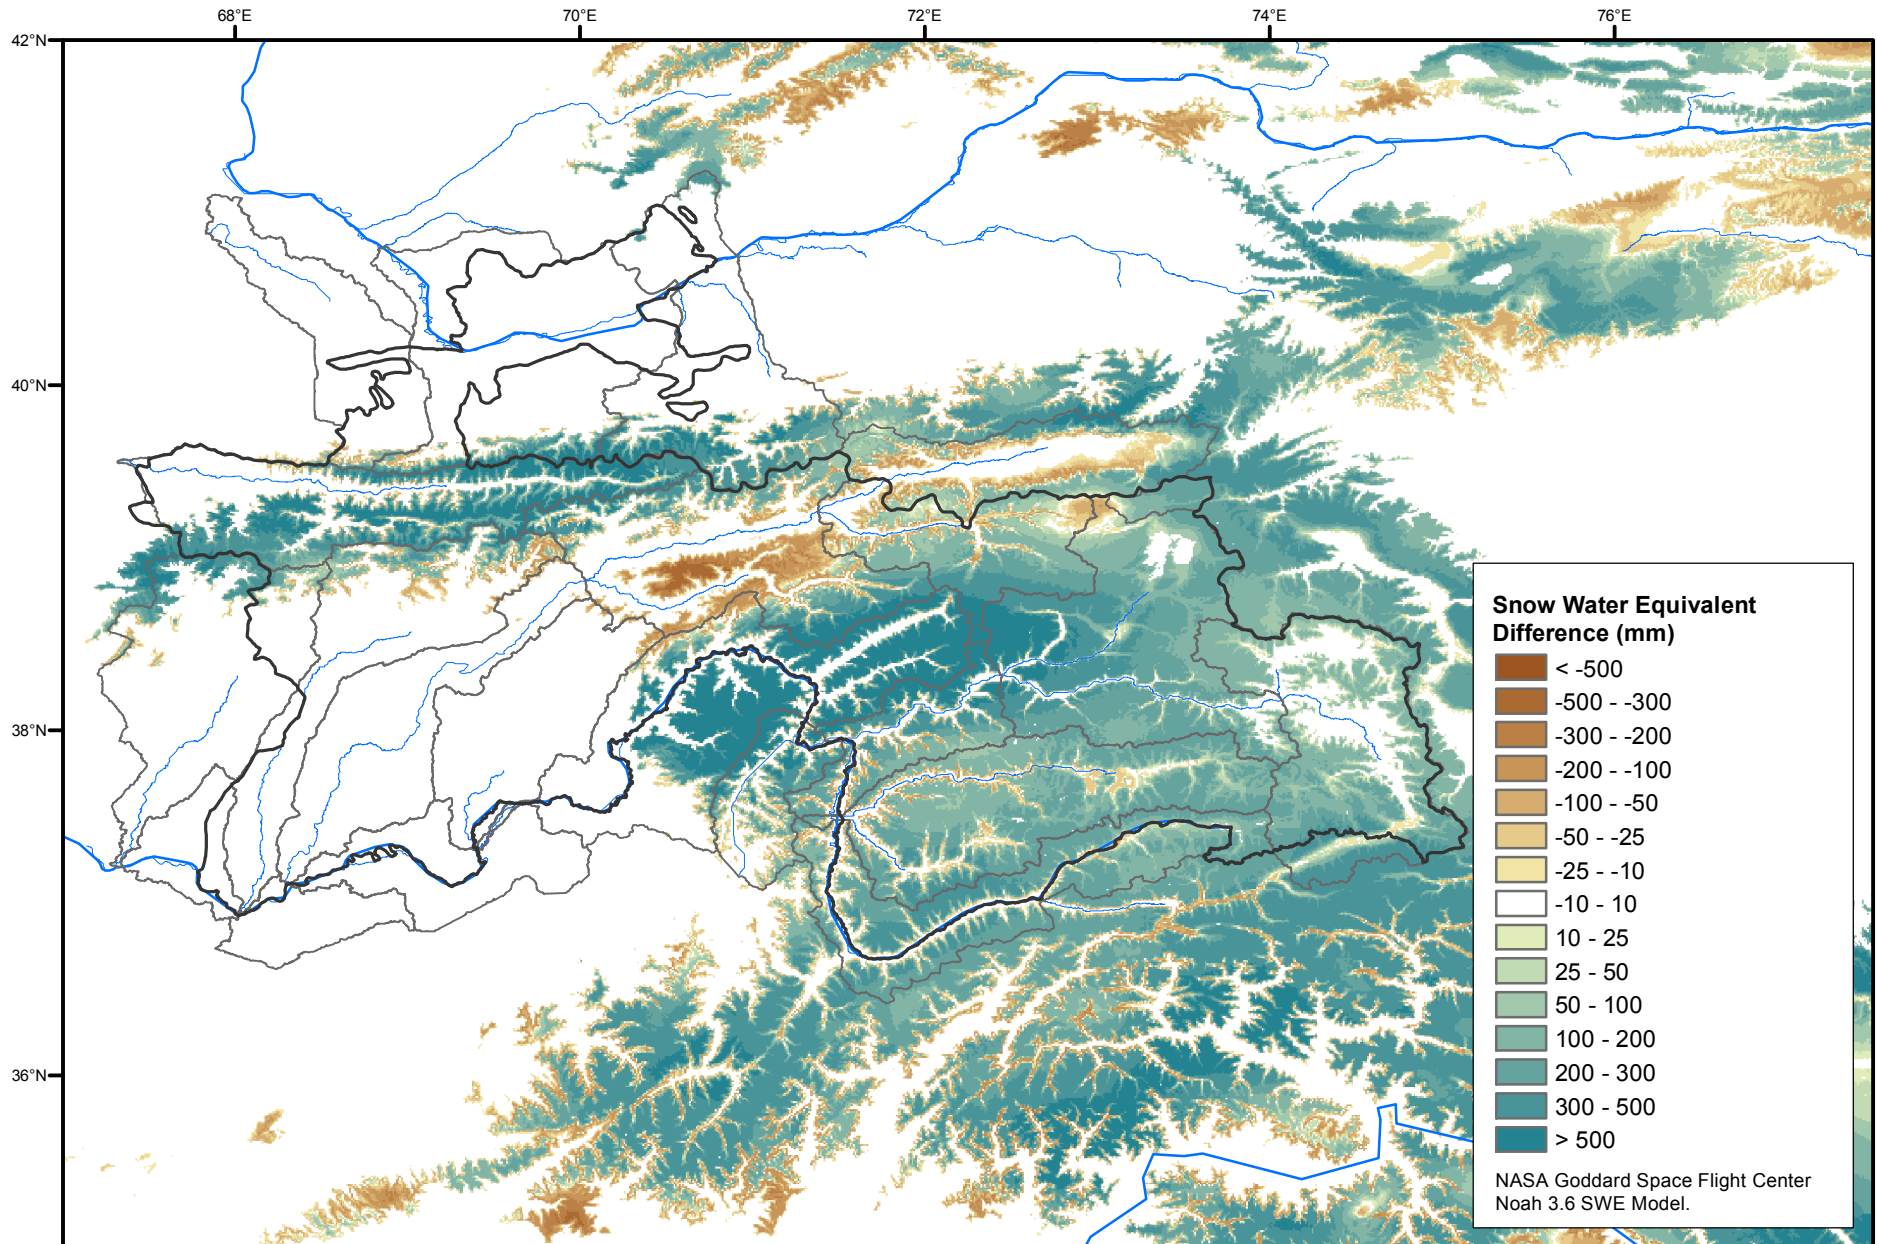 68°E
70°E
72°E
74°E
76°E
42°N
40°N
38°N
36°N
Snow Water Equivalent
Difference (mm)
< -500
-500 - -300
-300 - -200
-200 - -100
-100 - -50
-50 - -25
-25 - -10
-10 - 10
10 - 25
25 - 50
50 - 100
100 - 200
200 - 300
300 - 500
> 500
NASA Goddard Space Flight Center
Noah 3.6 SWE Model.